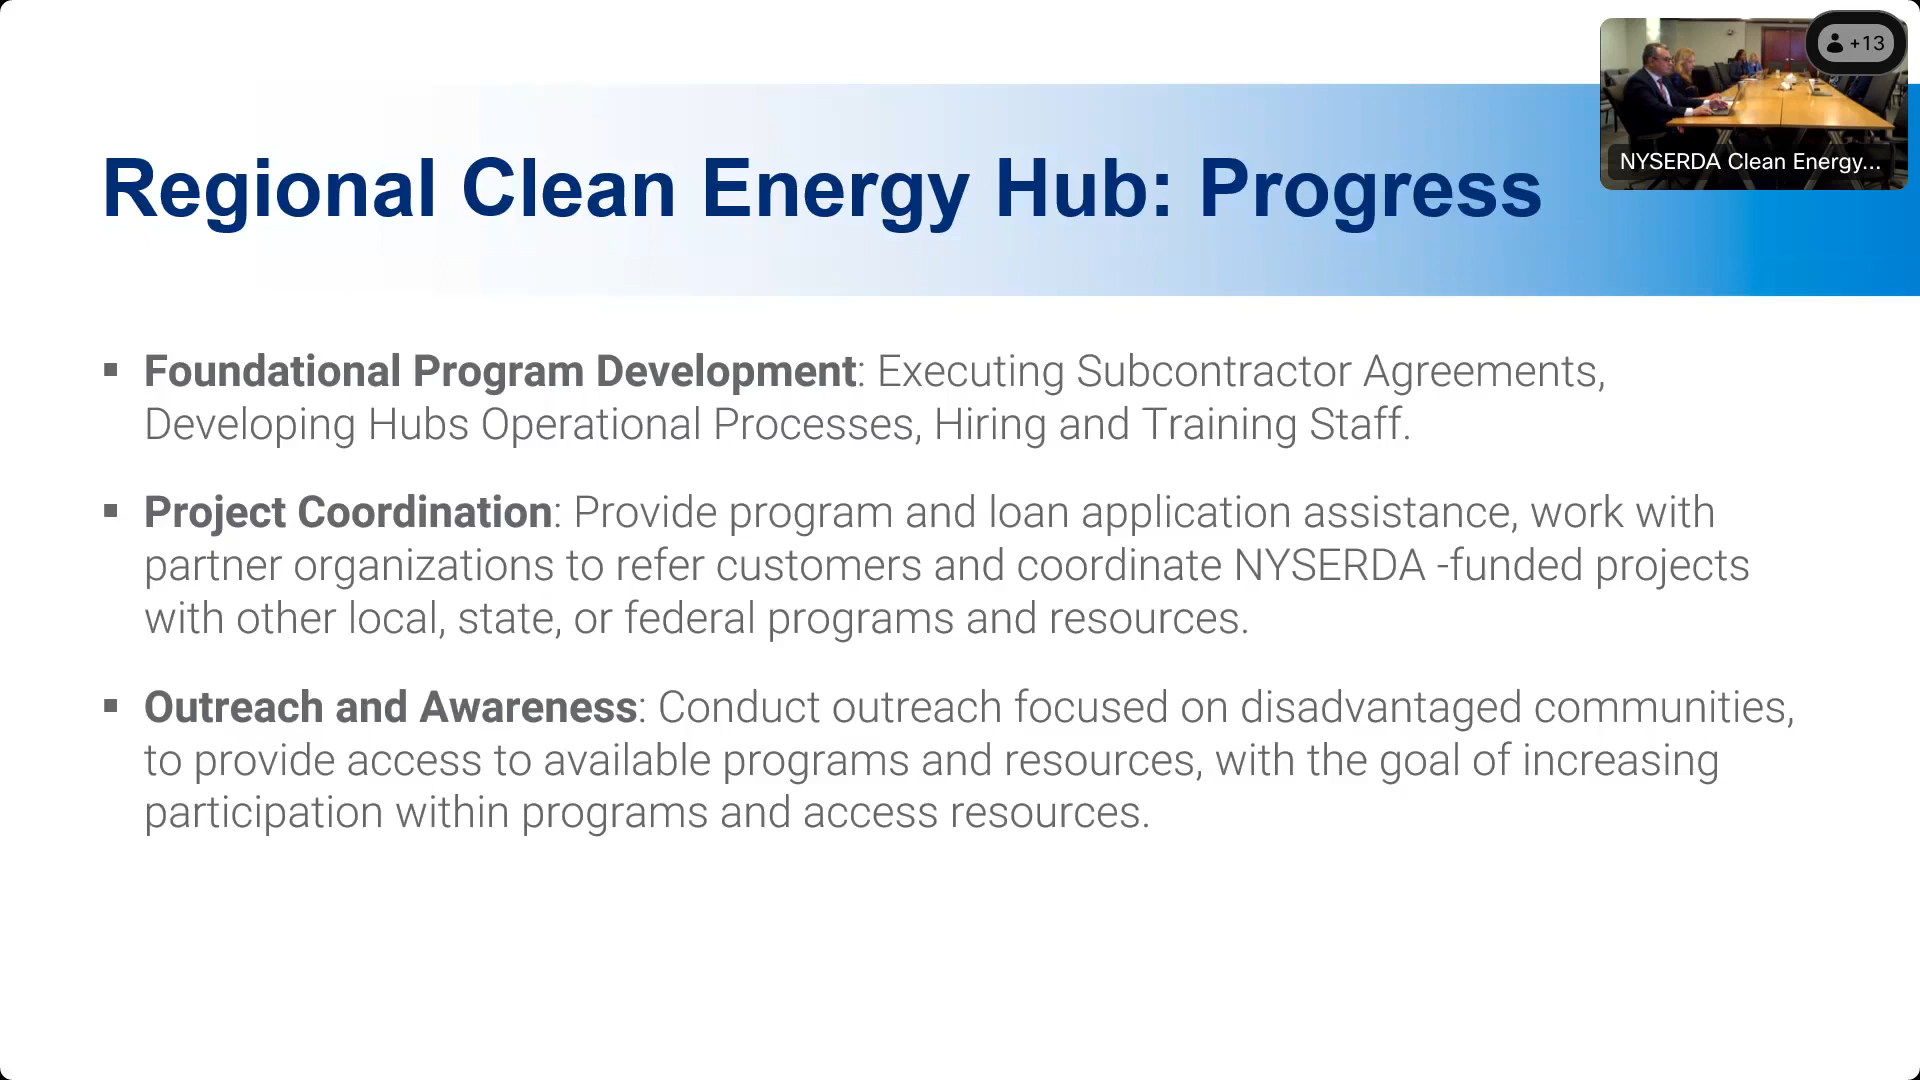 +13
NYSERDA Clean Energy...
Regional Clean Energy Hub: Progress
▪ Foundational Program Development: Executing Subcontractor Agreements,
Developing Hubs Operational Processes, Hiring and Training Staff.
▪ Project Coordination: Provide program and loan application assistance, work with
partner organizations to refer customers and coordinate NYSERDA -funded projects
with other local, state, or federal programs and resources.
▪ Outreach and Awareness: Conduct outreach focused on disadvantaged communities,
to provide access to available programs and resources, with the goal of increasing
participation within programs and access resources.